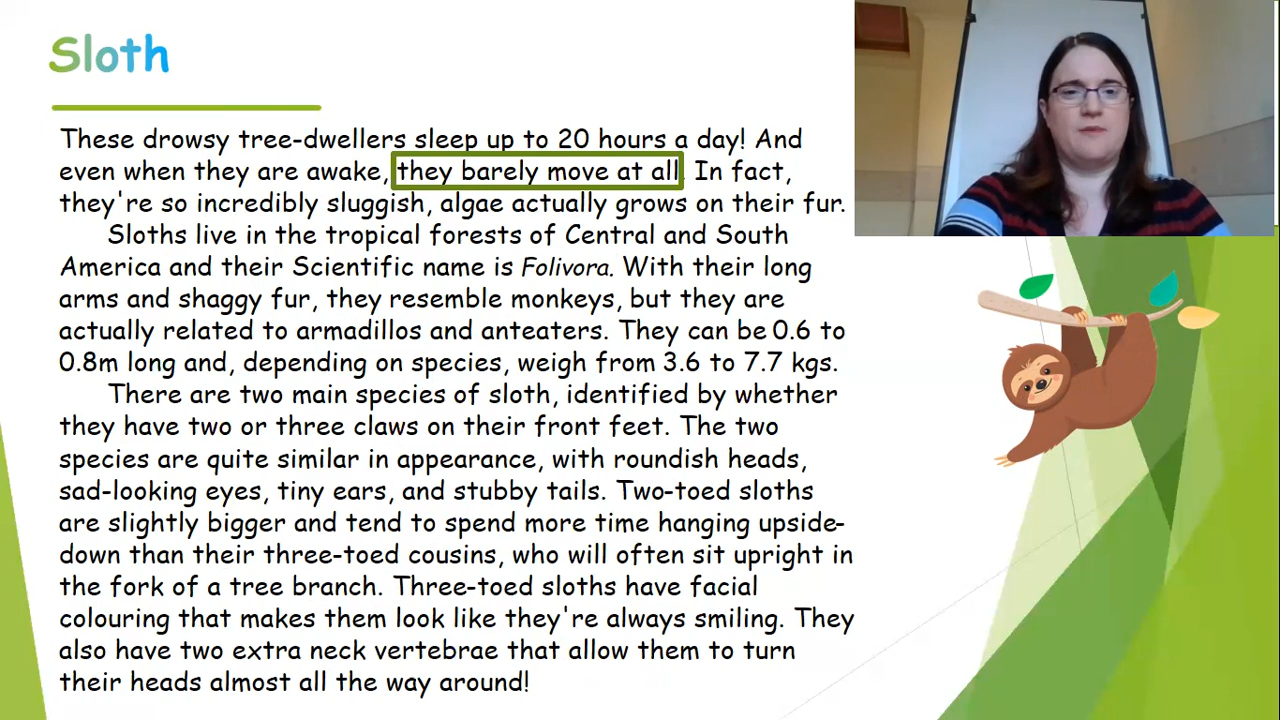 Sloth
These drowsy tree-dwellers sleep up to 20 hours a day! And
even when they are awake, they barely move at all. In fact,
they're so incredibly sluggish, algae actually grows on their fur.
Sloths live in the tropical forests of Central and South
America and their Scientific name is Folivora. With their long
arms and shaggy fur, they resemble monkeys, but they are
actually related to armadillos and anteaters. They can be 0.6 to
0.8m long and, depending on species, weigh from 3.6 to 7.7 kgs.
There are two main species of sloth, identified by whether
they have two or three claws on their front feet. The two
species are quite similar in appearance, with roundish heads,
sad-looking eyes, tiny ears, and stubby tails. Two-toed sloths
are slightly bigger and tend to spend more time hanging upside-
down than their three-toed cousins, who will often sit upright in
the fork of a tree branch. Three-toed sloths have facial
colouring that makes them look like they're always smiling. They
also have two extra neck vertebrae that allow them to turn
their heads almost all the way around!